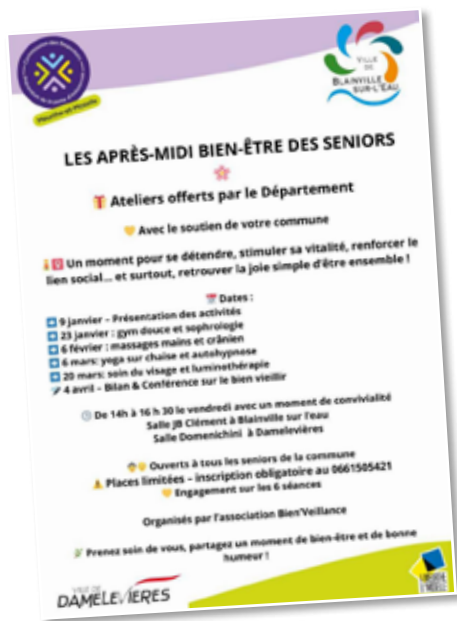 Meurthe et Moselle
VILLE
DE
BLAINVILLE
SUR-L'EAU
LES APRÈS-MIDI BIEN-ÊTRE DES SENIORS
Ateliers offerts par le Département
Avec le soutien de votre commune
Un moment pour se détendre, stimuler sa vitalité, renforcer le
lien social... et surtout, retrouver la joie simple d'être ensemble !
Dates :
9 janvier – Présentation des activités
23 janvier : gym douce et sophrologie
6 février : massages mains et crânien
6 mars: yoga sur chaise et autohypnose
20 mars: soin du visage et luminothérapie
4 avril – Bilan & Conférence sur le bien vieillir
De 14h à 16 h 30 le vendredi avec un moment de convivialité
Salle JB Clément à Blainville sur l'eau
Salle Domenichini à Damelevières
Ouverts à tous les seniors de la commune
Places limitées – inscription obligatoire au 0661505421
Engagement sur les 6 séances
Organisés par l'association Bien'Veillance
Prenez soin de vous, partagez un moment de bien-être et de bonne
humeur !
VILLE DE
DAMELEVIERES